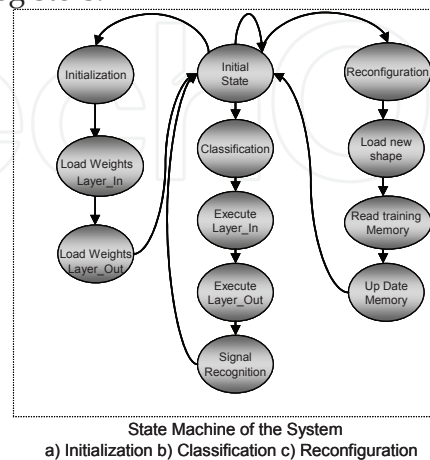 Initialization
Load Weights
Layer_In
Load Weights
Layer_Out
Initial
State
Classification
Execute
Layer_In
Execute
Layer_Out
Signal
Recognition
Reconfiguration
Load new
shape
Read training
Memory
Up Date
Memory
State Machine of the System
a) Initialization b) Classification c) Reconfiguration